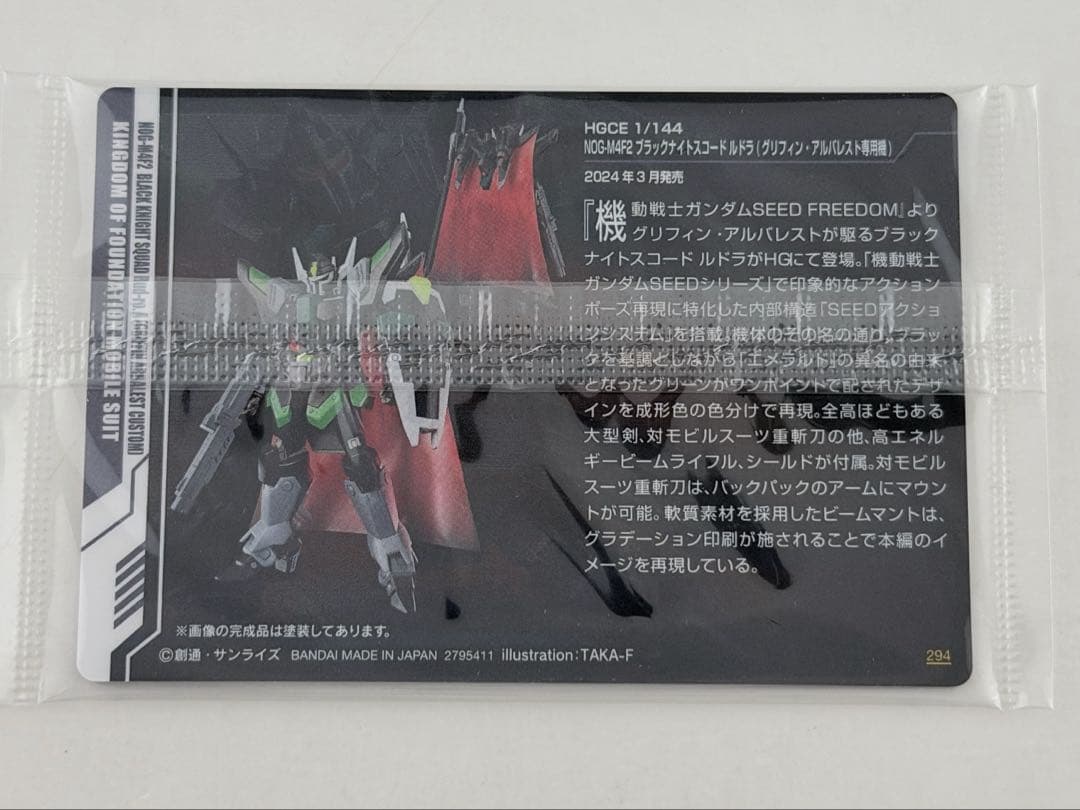 NOG-M4F2 BLACK KNIGHT SQUAD CUSTOM]
KINGDOM OF FOUNDATION MOBILE SUIT
HGCE 1/144
NOG-M4F2 ブラックナイトスコード ルドラ(グリフィン・アルバレスト専用機)
2024年3月発売
『機動戦士ガンダムSEED FREEDOM』より
グリフィン・アルバレストが駆るブラック
ナイトスコード ルドラがHGにて登場。「機動戦士
ガンダムSEEDシリーズ」で印象的なアクション
ポーズ再現に特化した内部構造「SEEDアクショ
ンシステム」を搭載。機体のその名の通り、ブラッ
クを基調としながら「エメラルド」の異名の由来
となったグリーンがワンポイントで配されたデザ
インを成形色の色分けで再現。全高ほどもある
大型剣、対モビルスーツ重斬刀の他、高エネル
ギービームライフル、シールドが付属。対モビル
スーツ重斬刀は、バックパックのアームにマウン
トが可能。軟質素材を採用したビームマントは、
グラデーション印刷が施されることで本編のイ
メージを再現している。
※画像の完成品は塗装してあります。
©創通・サンライズ BANDAI MADE IN JAPAN 2795411 illustration:TAKA-F
294